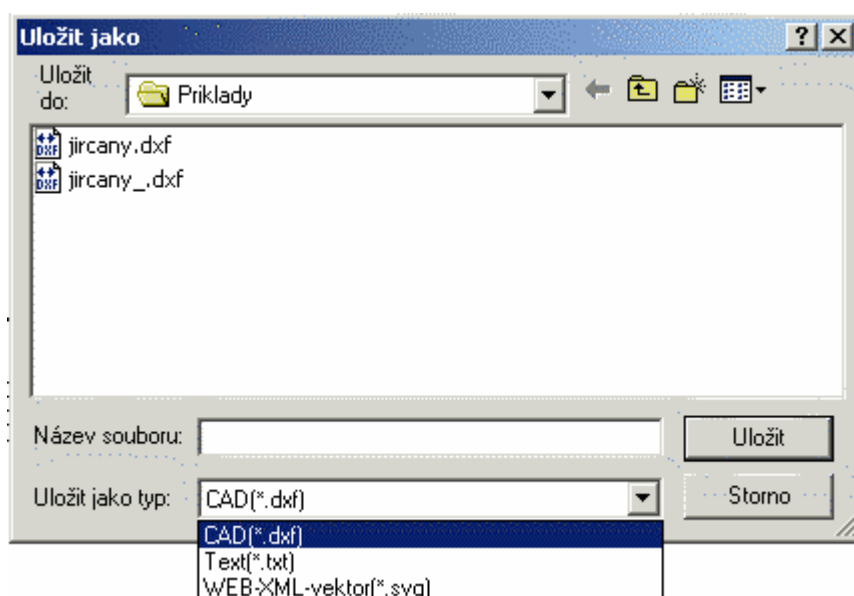 Uložit jako
Uložit do:
Priklady
jircany.dxf
jircany_.dxf
Název souboru:
Uložit
Uložit jako typ:
CAD(*.dxf)
Storno
CAD(*.dxf)
Text(*.txt)
WEB-XML-vektor(*.svg)